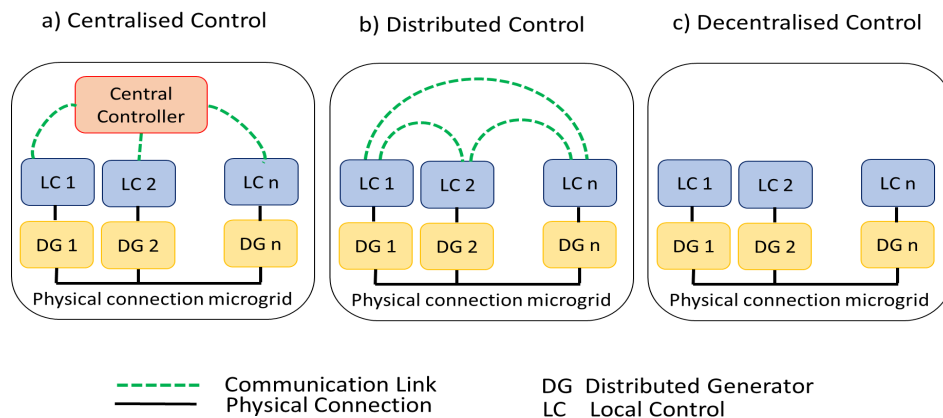 a) Centralised Control
Central
Controller
LC 1
LC 2
LC n
DG 1
DG 2
DG n
Physical connection microgrid
b) Distributed Control
LC 1
LC 2
LC n
DG 1
DG 2
DG n
Physical connection microgrid
c) Decentralised Control
LC 1
LC 2
LC n
DG 1
DG 2
DG n
Physical connection microgrid
Communication Link
Physical Connection
DG Distributed Generator
LC Local Control